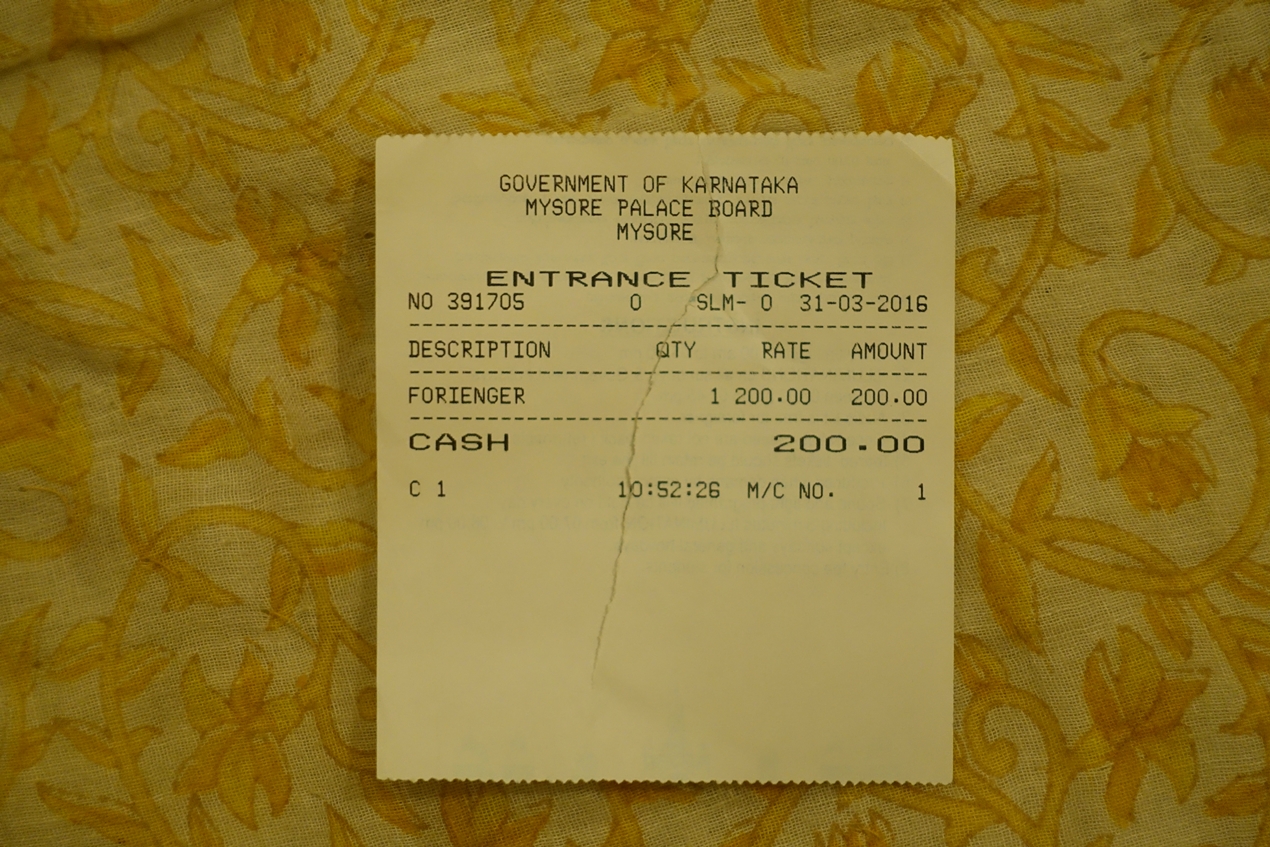 GOVERNMENT OF KARNATAKA
MYSORE PALACE BOARD
MYSORE
ENTRANCE TICKET
NO 391705 0 SLM- 0 31-03-2016
DESCRIPTION QTY RATE AMOUNT
FORIENGER 1 200.00 200.00
CASH 200.00
C 1 10:52:26 M/C NO. 1